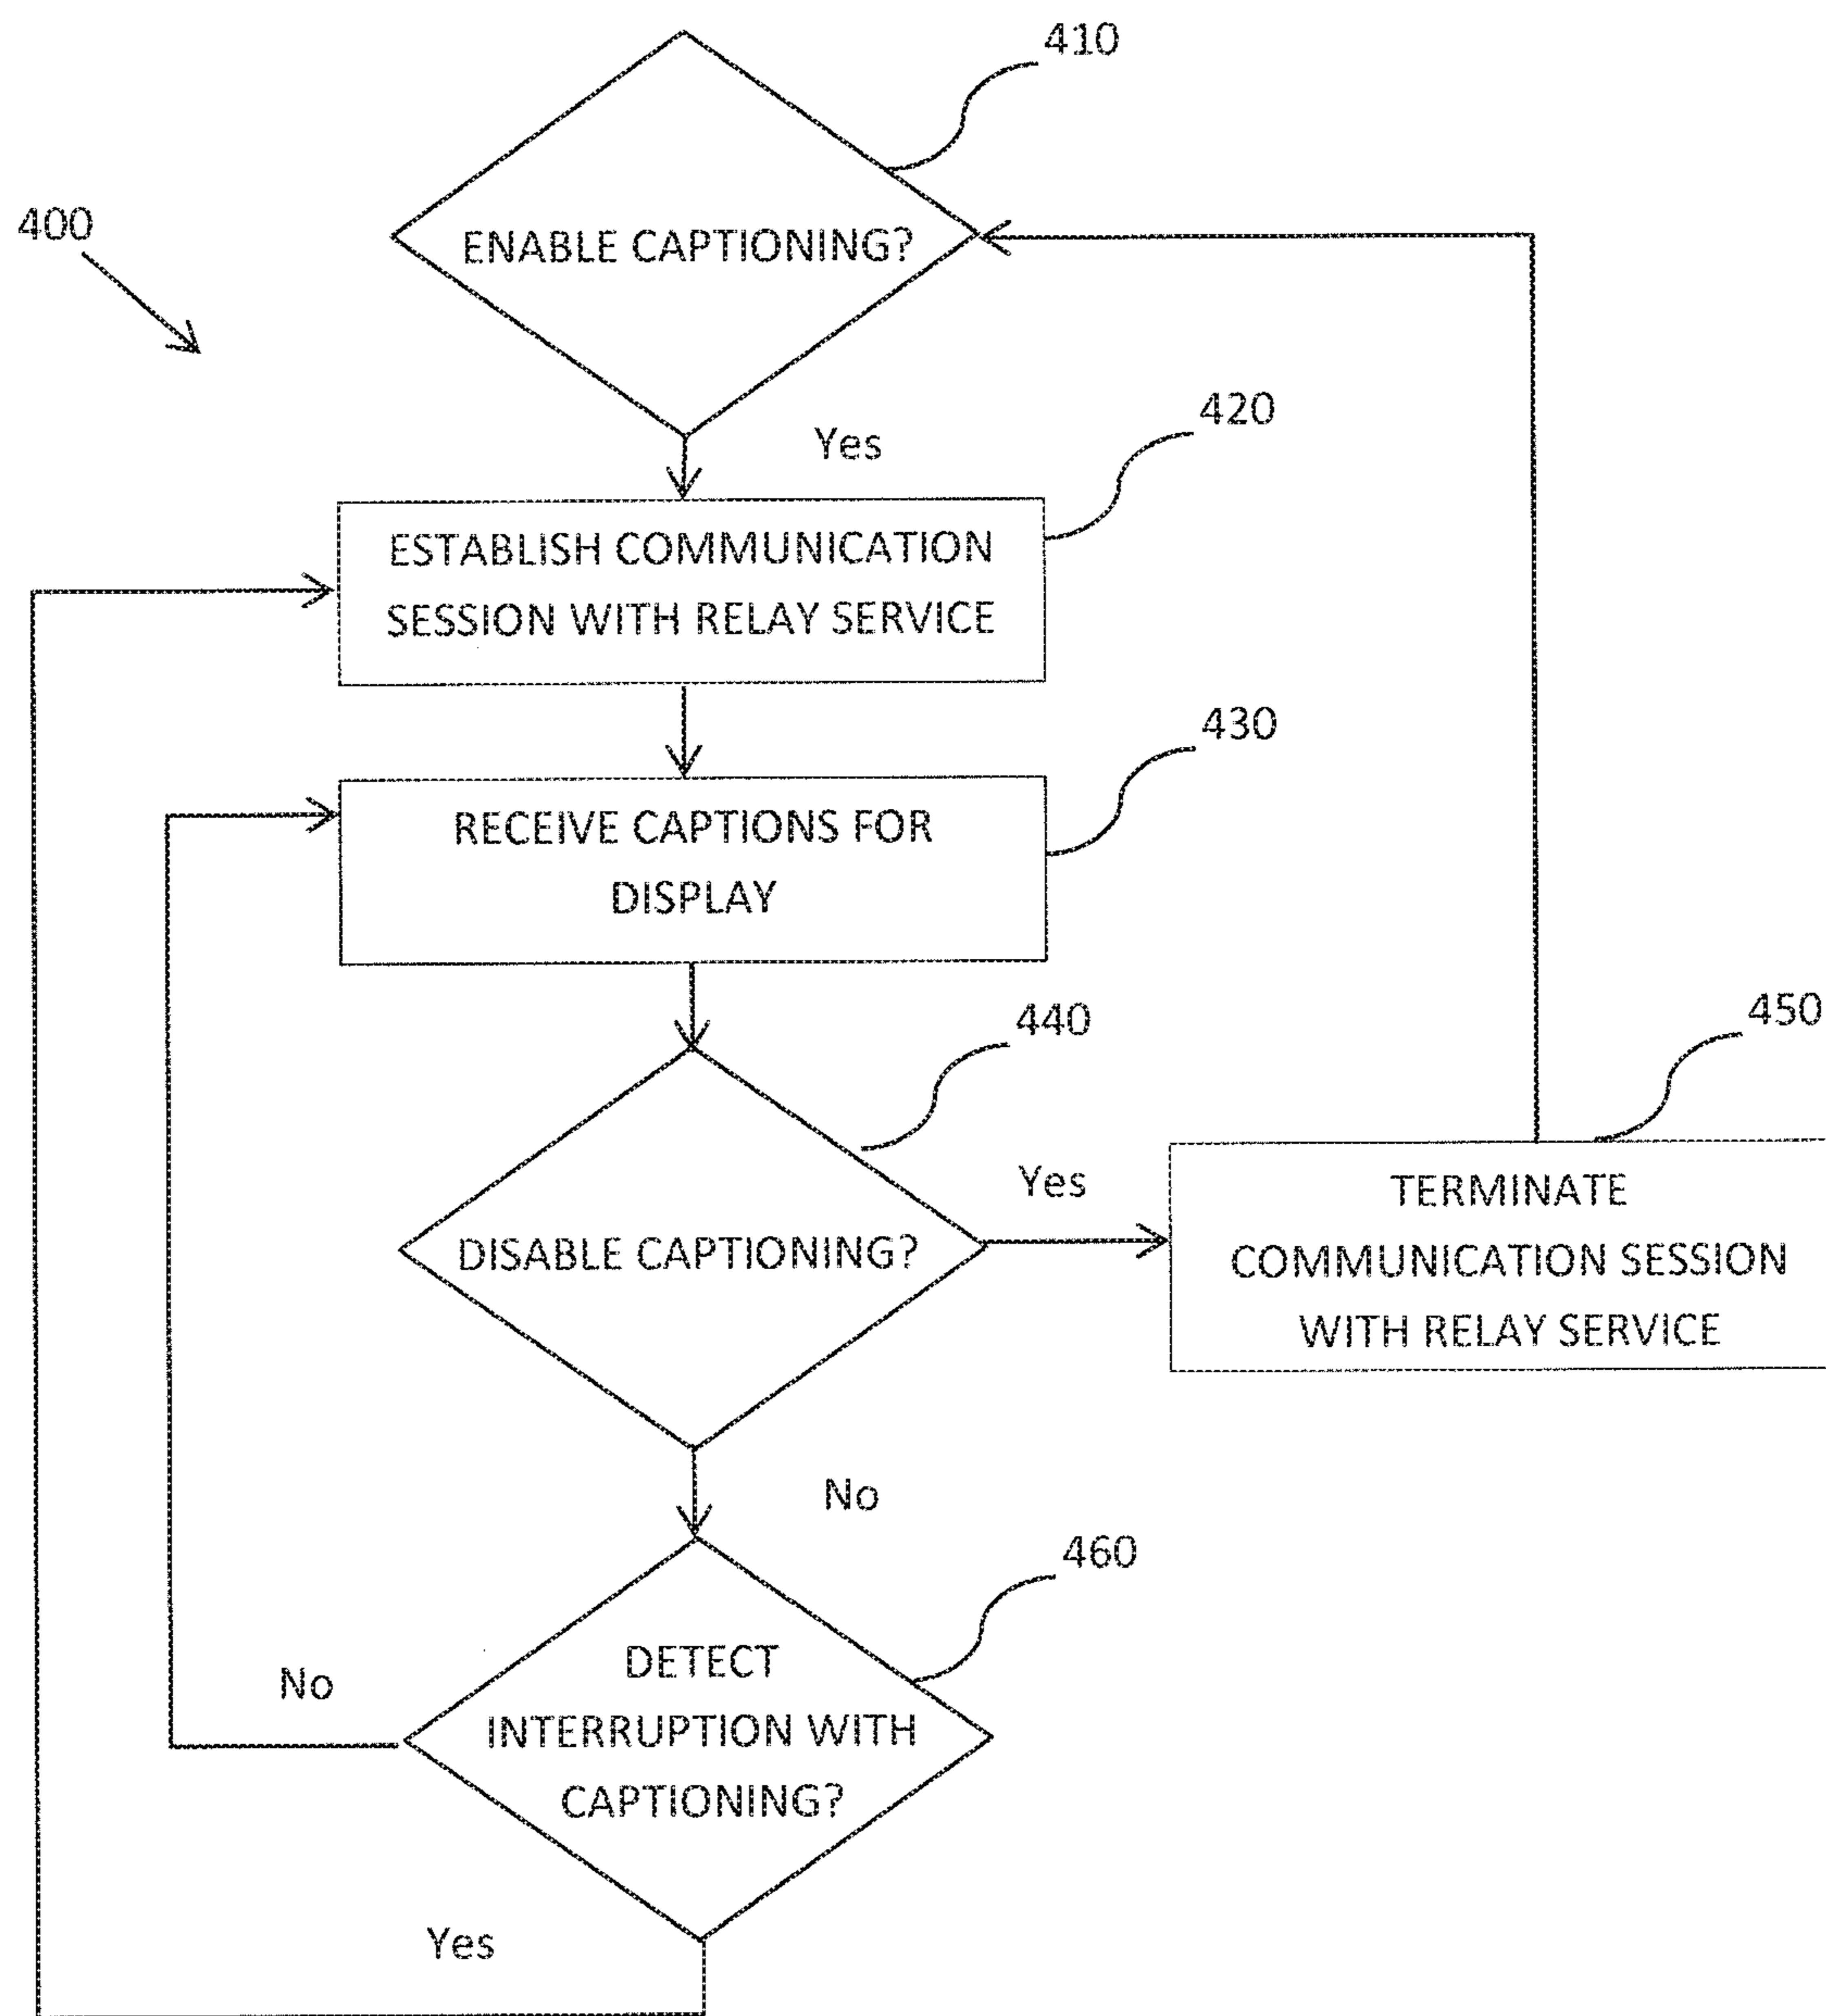 410
400
ENABLE CAPTIONING?
420
Yes
ESTABLISH COMMUNICATION
SESSION WITH RELAY SERVICE
430
RECEIVE CAPTIONS FOR
DISPLAY
440
450
Yes
TERMINATE
COMMUNICATION SESSION
WITH RELAY SERVICE
DISABLE CAPTIONING?
No
460
DETECT
INTERRUPTION WITH
CAPTIONING?
No
Yes